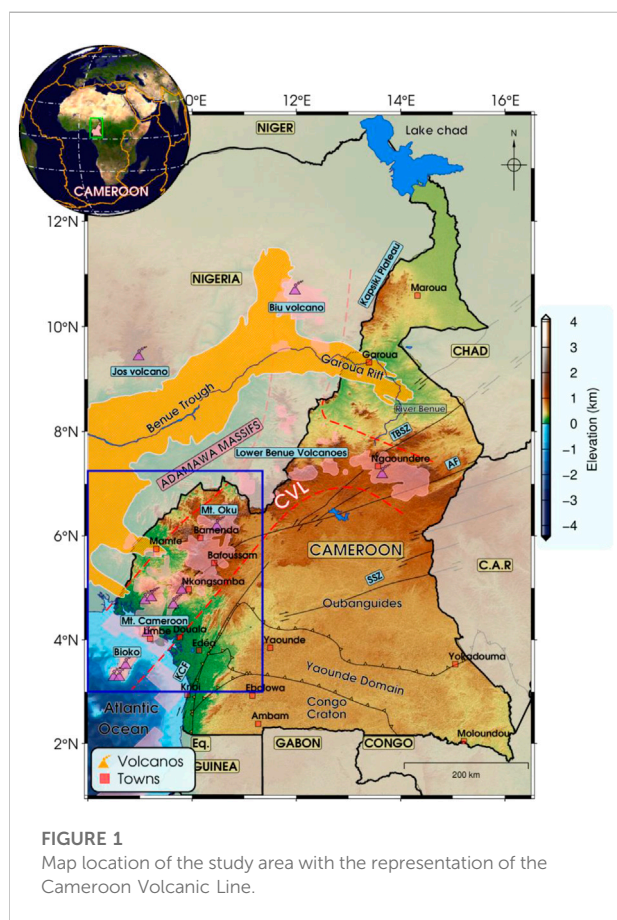 CAMEROON
0°E
12°E
14°E
16°E
NIGER
Lake chad
N
12°N
Kapsiki Plateau
NIGERIA
Maroua
Biu volcano
10°N
CHAD
Jos volcano
Garoua
Garoua Rift
Benue Trough
River Benue
TBSZ
8°N
ADAMAWA MASSIFS
Lower Benue Volcanoes
Ngaoundere
AF
CVL
Mt. Oku
6°N
Bamenda
Mamfe
CAMEROON
Bafoussam
C.A.R
Nkongsamba
SSZ
Oubanguides
Mt. Cameroon
4°N
Limbe
Douala
Edea
Yaounde
Bioko
Yokadouma
KCF
Yaounde Domain
Kribi
Ebolowa
Congo
Craton
Atlantic
Ocean
Ambam
Moloundou
2°N
Eq.
GUINEA
GABON
CONGO
Volcanos
Towns
200 km
4
3
2
1
0
−1
−2
−3
−4
Elevation (km)
FIGURE 1
Map location of the study area with the representation of the
Cameroon Volcanic Line.